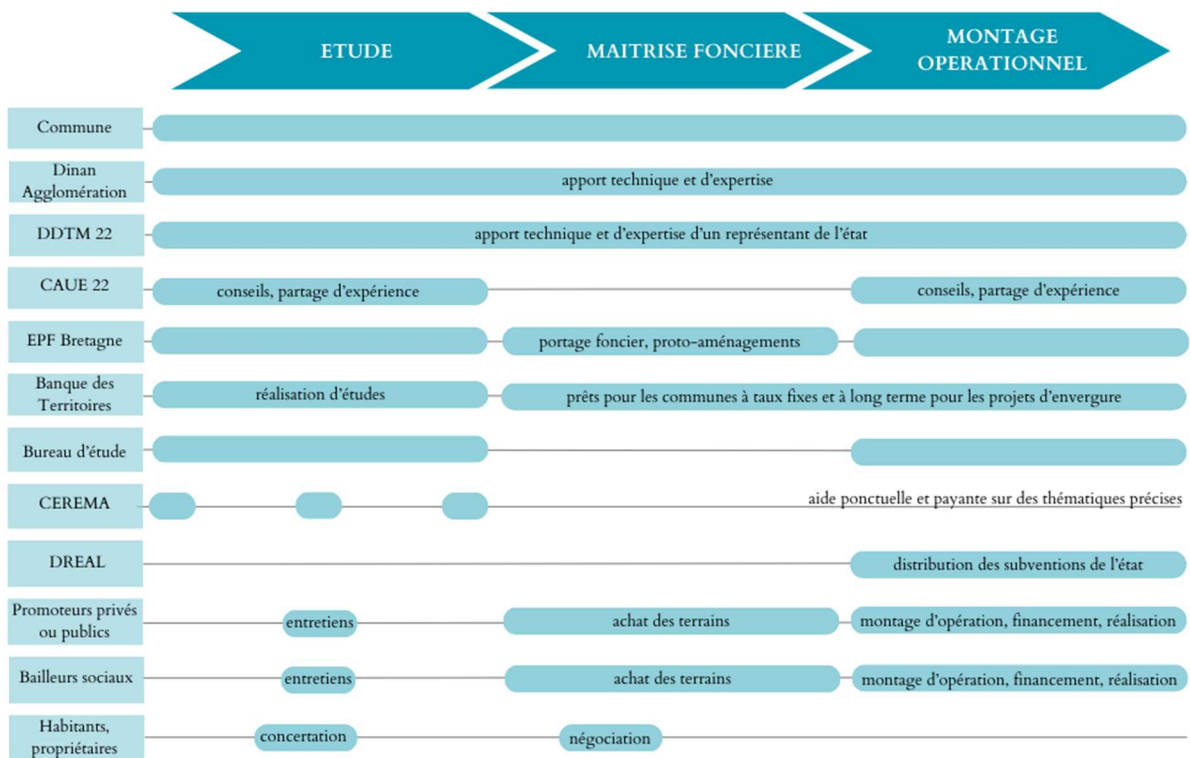 ETUDE
MAITRISE FONCIERE
MONTAGE
OPERATIONNEL
Commune
Dinan
Agglomération
apport technique et d'expertise
DDTM 22
apport technique et d'expertise d'un représentant de l'état
CAUE 22
conseils, partage d'expérience
conseils, partage d'expérience
EPF Bretagne
portage foncier, proto-aménagements
Banque des
Territoires
réalisation d'études
prêts pour les communes à taux fixes et à long terme pour les projets d'envergure
Bureau d'étude
CEREMA
aide ponctuelle et payante sur des thématiques précises
DREAL
distribution des subventions de l'état
Promoteurs privés
ou publics
entretiens
achat des terrains
montage d'opération, financement, réalisation
Bailleurs sociaux
entretiens
achat des terrains
montage d'opération, financement, réalisation
Habitants,
propriétaires
concertation
négociation